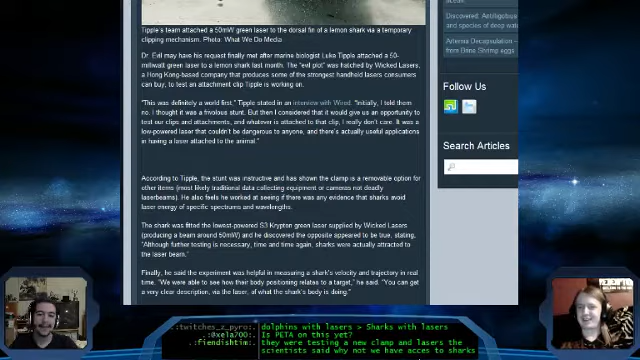 Tipple's team attached a 50mW green laser to the dorsal fin of a lemon shark via a temporary
clipping mechanism. Photo: What We Do Media
Dr. Evil may have his request finally met after marine biologist Luke Tipple attached a 50-
milliwatt green laser to a lemon shark last month. The "evil plot" was hatched by Wicked Lasers,
a Hong Kong-based company that produces some of the strongest handheld lasers consumers
can buy, to test an attachment clip Tipple is working on.
"This was definitely a world first," Tipple stated in an interview with Wired. "Initially, I told them
no. I thought it was a frivolous stunt. But then I considered that it would give us an opportunity to
test our clips and attachments, and whatever is attached to that clip, I really don't care. It was a
low-powered laser that couldn't be dangerous to anyone, and there's actually useful applications
in having a laser attached to the animal."
According to Tipple, the stunt was instructive and has shown the clamp is a removable option for
other items (most likely traditional data collecting equipment or cameras not deadly
laserbeams). He also feels he worked at seeing if there was any evidence that sharks avoid
laser energy of specific spectrums and wavelengths.
The shark was fitted the lowest-powered S3 Krypton green laser supplied by Wicked Lasers
(producing a beam around 50mW) and he discovered the opposite appeared to be true, stating,
"Although further testing is necessary, time and time again, sharks were actually attracted to
the laser beam."
Finally, he said the experiment was helpful in measuring a shark's velocity and trajectory in real
time. "We were able to see how their body positioning relates to a target," he said. "You can get
a very clear description, via the laser, of what the shark's body is doing."
Discovered: Antiligobius
and species of deep water
Artemia Decapsulation –
from Brine Shrimp eggs
Follow Us
Search Articles
.:twitches_z_pyro:. dolphins with lasers > Sharks with lasers
.:@xela700:. Is PETA on this yet?
.:fiendishtim:. they were testing a new clamp and lasers the
scientists said why not we have acces to sharks